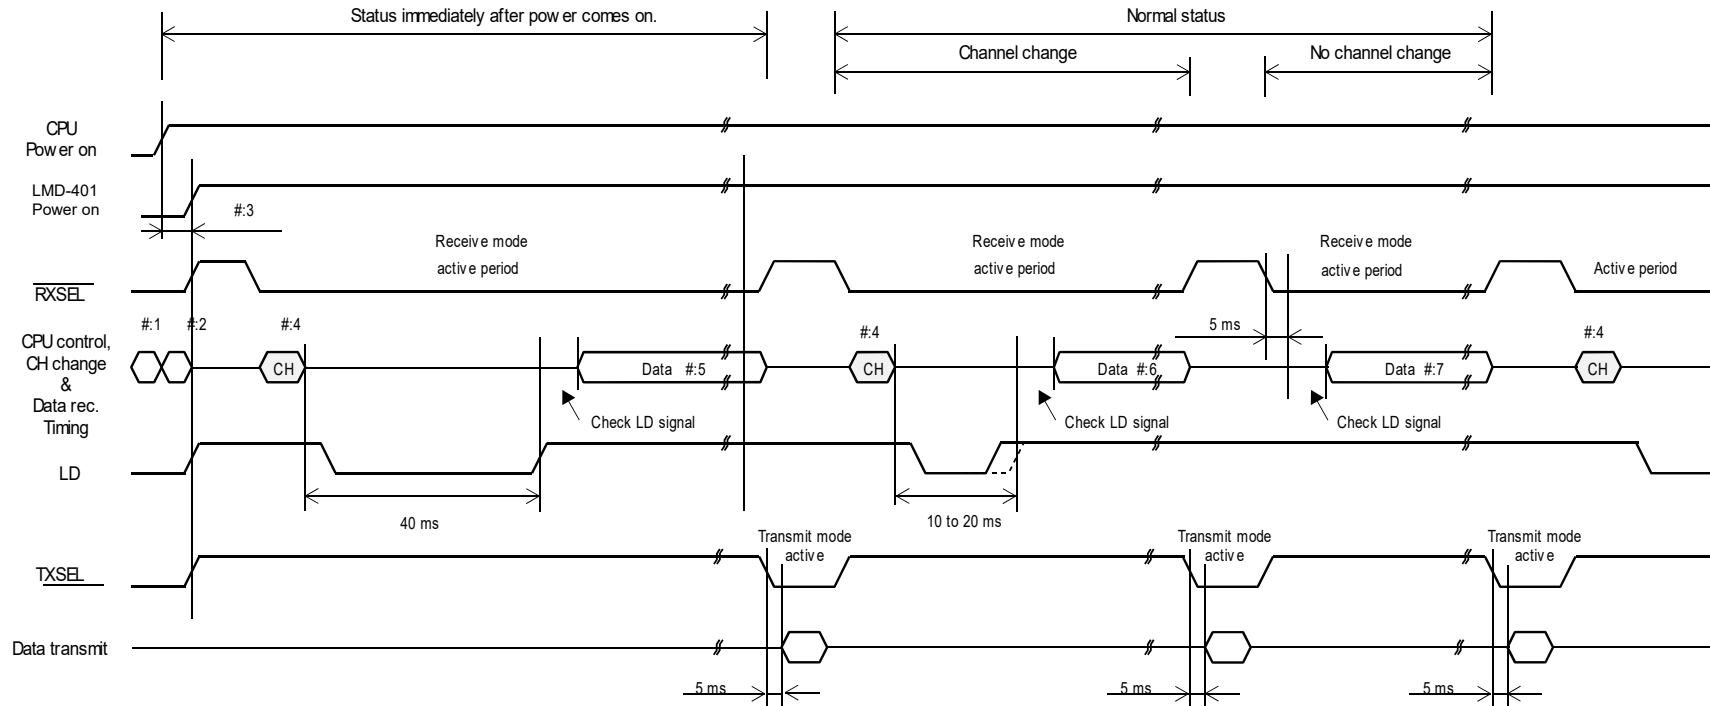 Status immediately after power comes on.
Normal status
Channel change
No channel change
CPU
Power on
LMD-401
Power on
#:3
Receive mode
active period
Receive mode
active period
Receive mode
active period
Active period
RXSEL
#:1
#:2
#:4
#:4
5 ms
#:4
CPU control,
CH change
&
Data rec.
Timing
CH
Data #:5
CH
Data #:6
Data #:7
CH
Check LD signal
Check LD signal
Check LD signal
LD
40 ms
10 to 20 ms
Transmit mode
active
Transmit mode
active
Transmit mode
active
TXSEL
Data transmit
5 ms
5 ms
5 ms